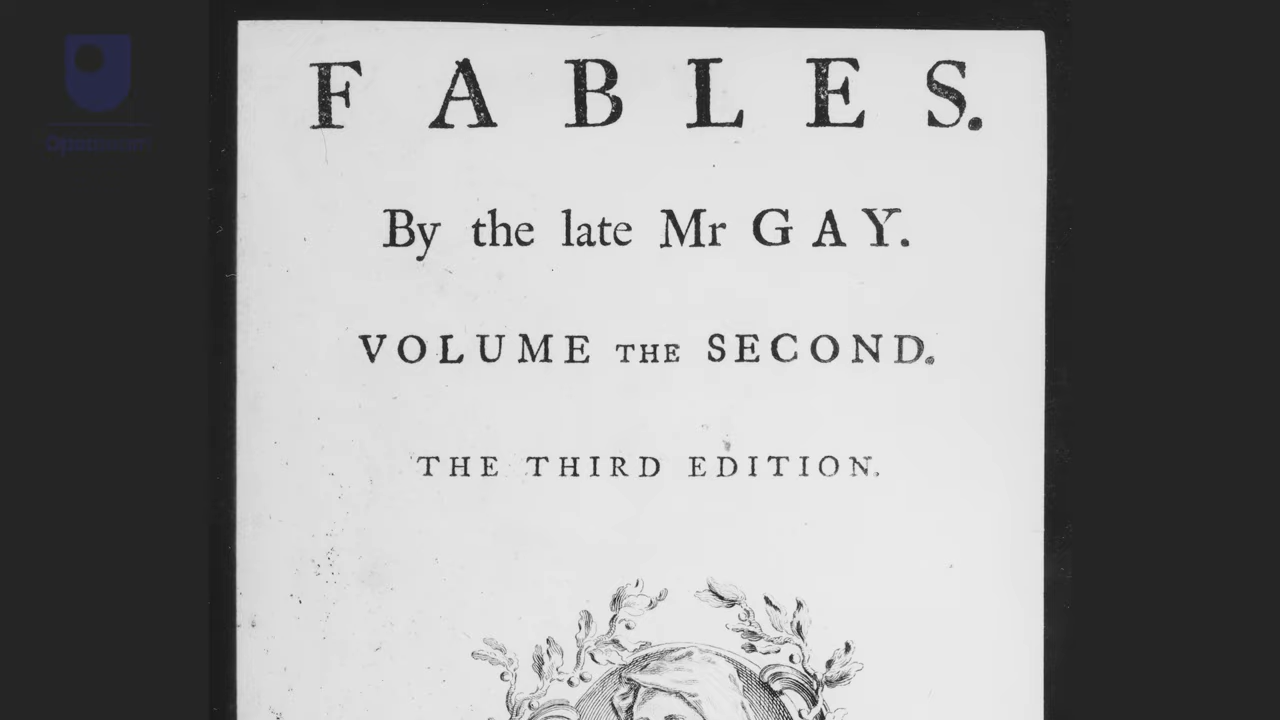 FABLES.
By the late Mr GAY.
VOLUME THE SECOND.
THE THIRD EDITION.